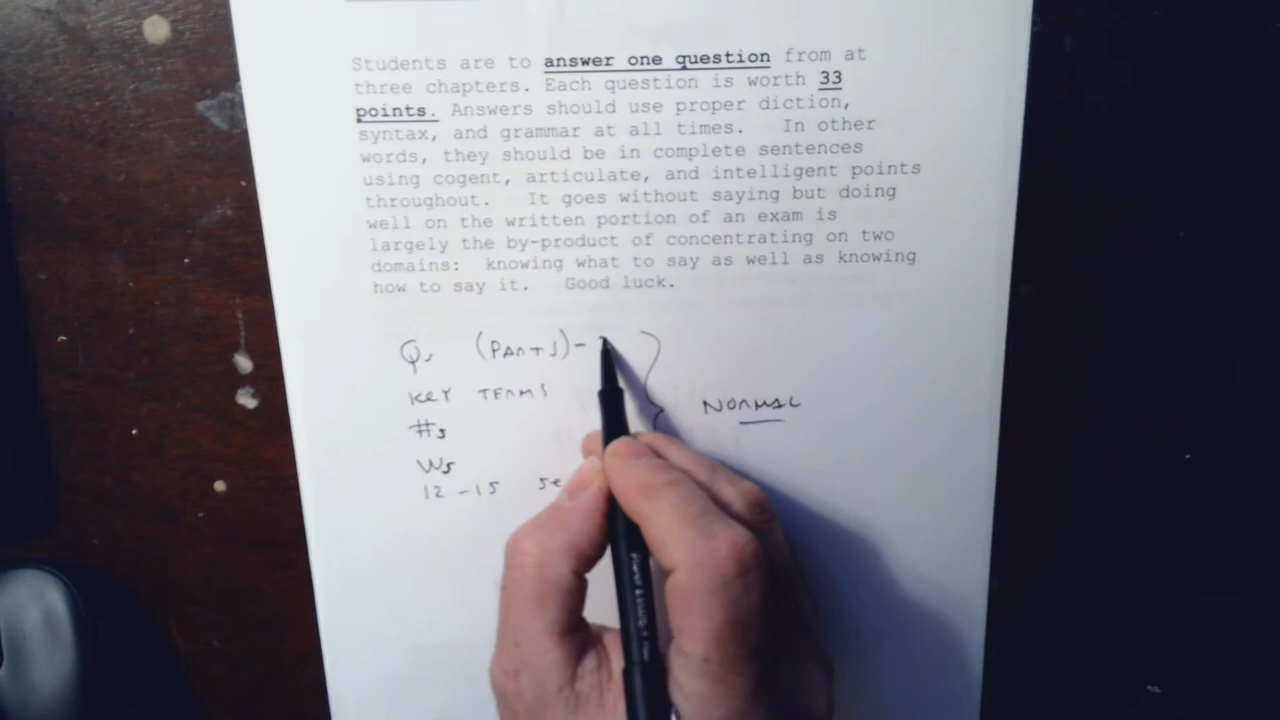 Students are to answer one question from at
three chapters. Each question is worth 33
points. Answers should use proper diction,
syntax, and grammar at all times. In other
words, they should be in complete sentences
using cogent, articulate, and intelligent points
throughout. It goes without saying but doing
well on the written portion of an exam is
largely the by-product of concentrating on two
domains: knowing what to say as well as knowing
how to say it. Good luck.
Q, (PARTS) -
KEY TERMS
#s
NORMAL
Ws
12-15